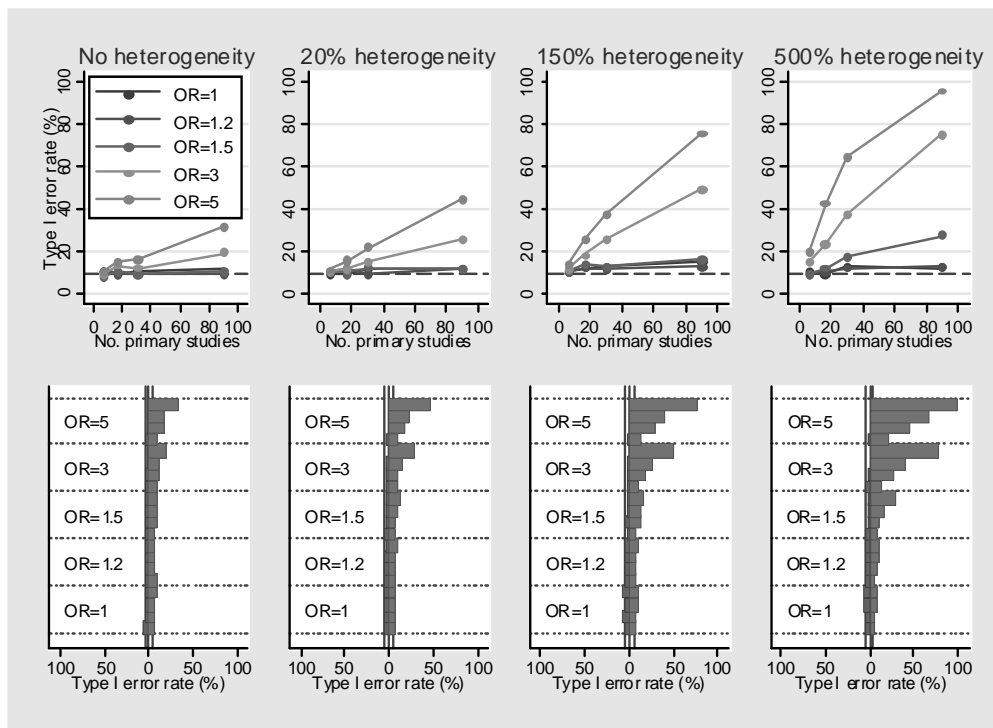 No heterogeneity 20% heterogeneity 150% heterogeneity 500% heterogeneity
Type I error rate (%)
100
80
60
40
20
0
OR=1
OR=1.2
OR=1.5
OR=3
OR=5
0 20 40 60 80 100
No. primary studies
100
80
60
40
20
0
0 20 40 60 80 100
No. primary studies
100
80
60
40
20
0
0 20 40 60 80 100
No. primary studies
100
80
60
40
20
0
0 20 40 60 80 100
No. primary studies
OR=5
OR=3
OR=1.5
OR=1.2
OR=1
100 50 0 50 100
Type I error rate (%)
OR=5
OR=3
OR=1.5
OR=1.2
OR=1
100 50 0 50 100
Type I error rate (%)
OR=5
OR=3
OR=1.5
OR=1.2
OR=1
100 50 0 50 100
Type I error rate (%)
OR=5
OR=3
OR=1.5
OR=1.2
OR=1
100 50 0 50 100
Type I error rate (%)